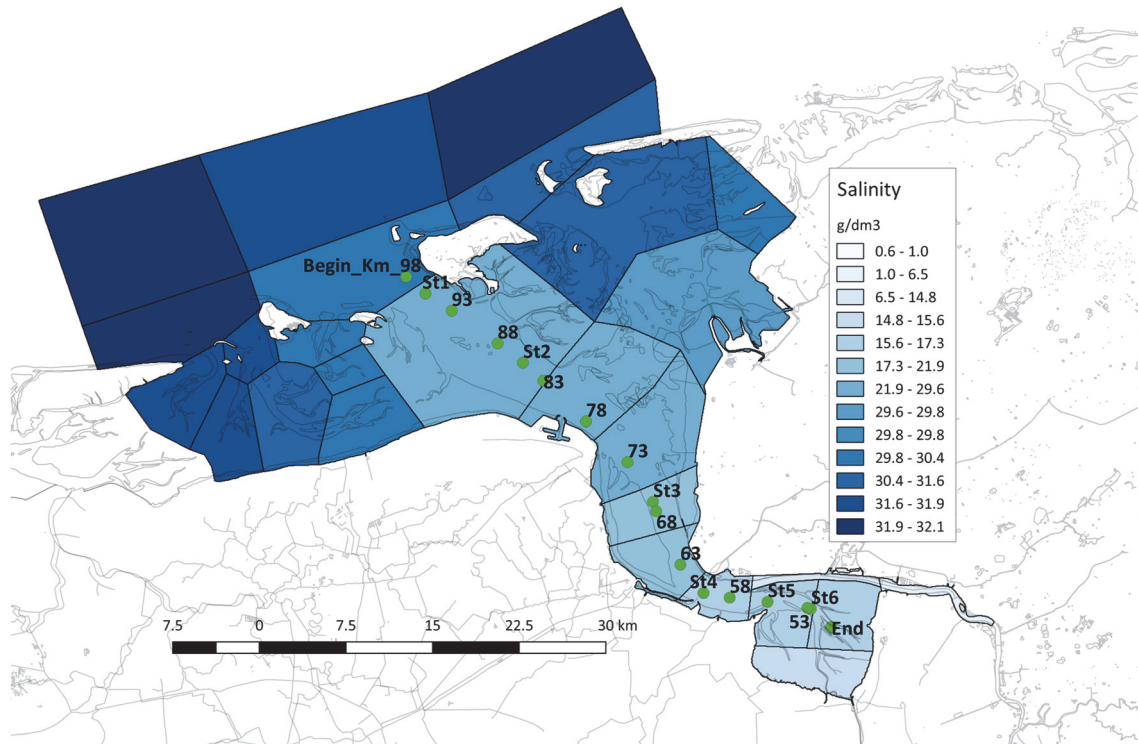 Begin_Km_98
St1
93
88
St2
83
78
73
St3
68
63
St4
58
St5
St6
53
End
Salinity
g/dm3
0.6 - 1.0
1.0 - 6.5
6.5 - 14.8
14.8 - 15.6
15.6 - 17.3
17.3 - 21.9
21.9 - 29.6
29.6 - 29.8
29.8 - 29.8
29.8 - 30.4
30.4 - 31.6
31.6 - 31.9
31.9 - 32.1
7.5 0 7.5 15 22.5 30 km